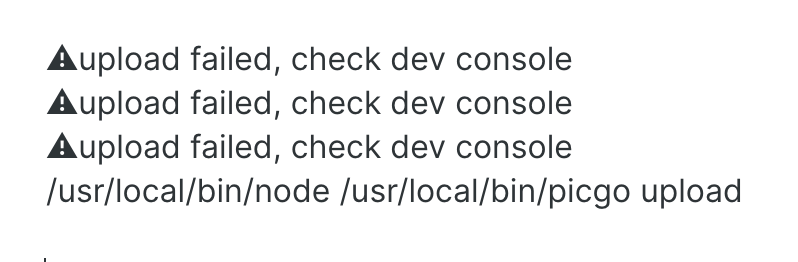 ⚠upload failed, check dev console
⚠upload failed, check dev console
⚠upload failed, check dev console
/usr/local/bin/node /usr/local/bin/picgo upload